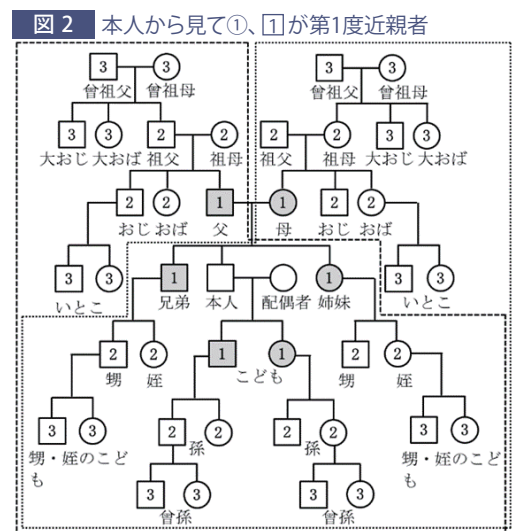 図 2 本人から見て①、1が第1度近親者
3 3 3 3
曾祖父 曾祖母 曾祖父 曾祖母
3 3 2 2 2 2 3 3
大おじ 大おば 祖父 祖母 祖父 祖母 大おじ 大おば
2 2 1 1 2 2
おじ おば 父 母 おじ おば
3 3 1 1 3 3
いとこ 兄弟 本人 配偶者 姉妹 いとこ
2 2 1 1 2 2
甥 姪 こども 甥 姪
3 3 2 2 2 2 3 3
甥・姪のこど
も
孫 孫
甥・姪のこど
も
3 3 3 3
曾孫 曾孫